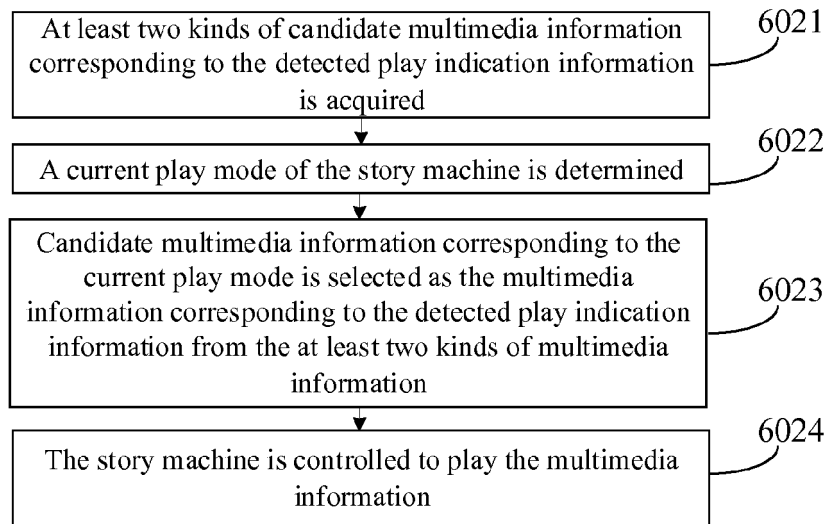 At least two kinds of candidate multimedia information
corresponding to the detected play indication information
is acquired
6021
A current play mode of the story machine is determined
6022
Candidate multimedia information corresponding to the
current play mode is selected as the multimedia
information corresponding to the detected play indication
information from the at least two kinds of multimedia
information
6023
The story machine is controlled to play the multimedia
information
6024